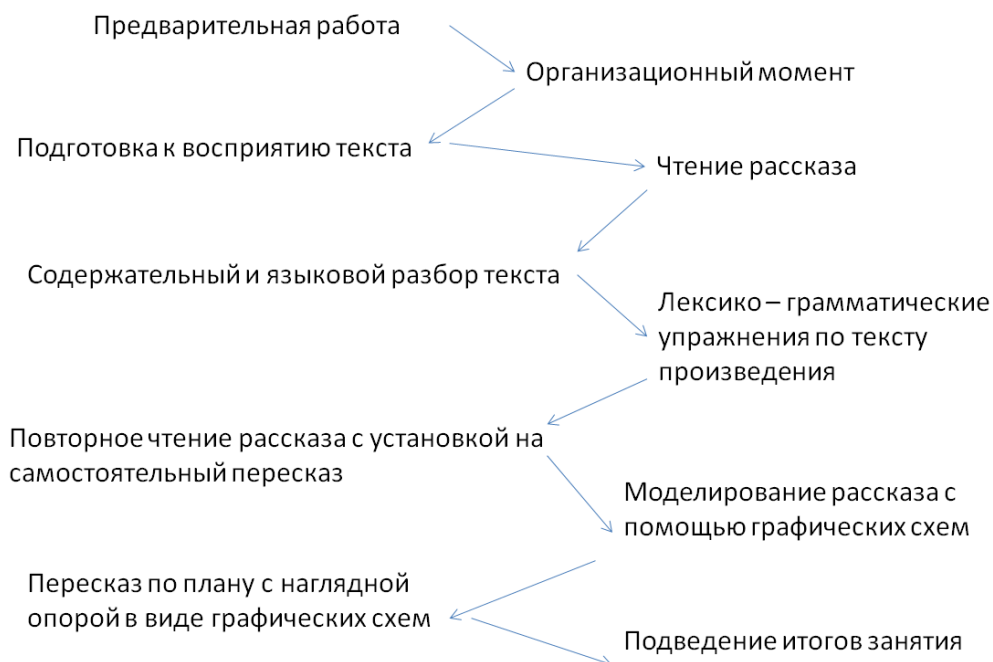 Предварительная работа
Организационный момент
Подготовка к восприятию текста
Чтение рассказа
Содержательный и языковой разбор текста
Лексико – грамматические
упражнения по тексту
произведения
Повторное чтение рассказа с установкой на
самостоятельный пересказ
Моделирование рассказа с
помощью графических схем
Пересказ по плану с наглядной
опорой в виде графических схем
Подведение итогов занятия